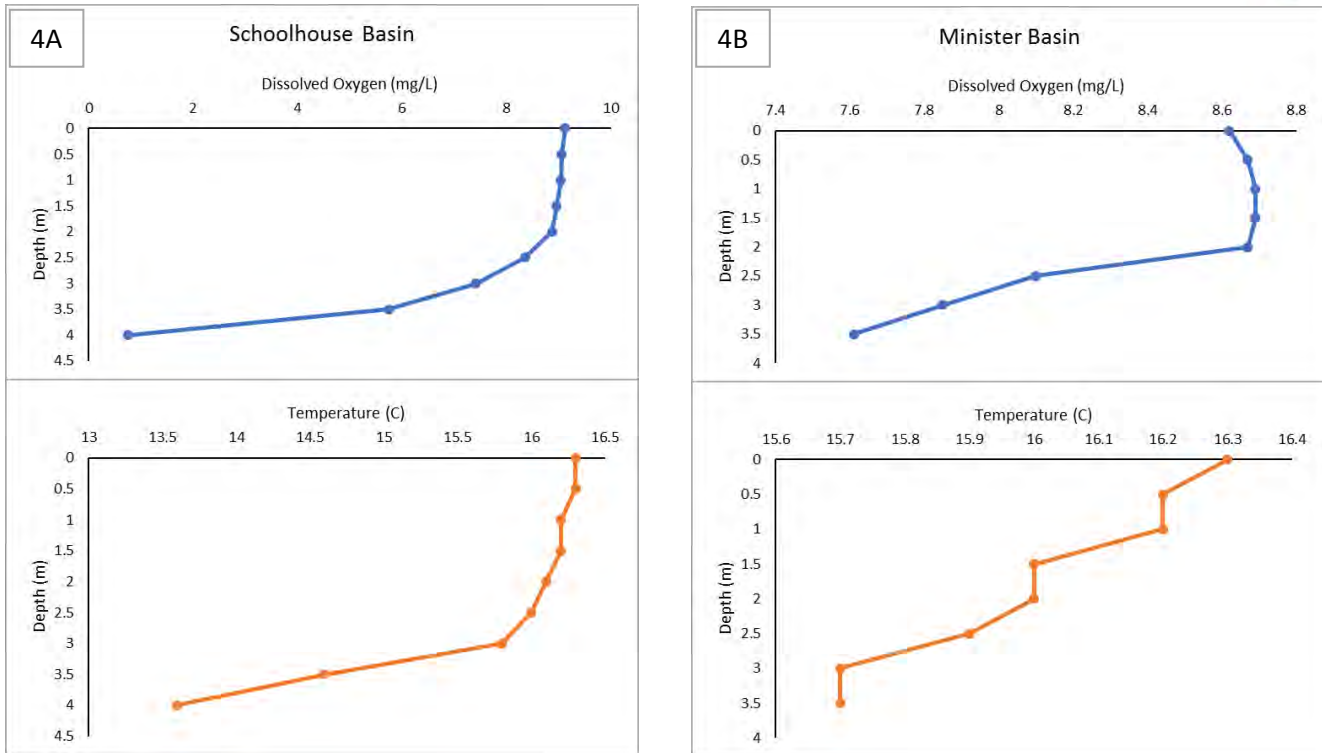 4A
Schoolhouse Basin
Dissolved Oxygen (mg/L)
0 2 4 6 8 10
Depth (m)
0
0.5
1
1.5
2
2.5
3
3.5
4
4.5
Temperature (C)
13 13.5 14 14.5 15 15.5 16 16.5
Depth (m)
0
0.5
1
1.5
2
2.5
3
3.5
4
4.5
4B
Minister Basin
Dissolved Oxygen (mg/L)
7.4 7.6 7.8 8 8.2 8.4 8.6 8.8
Depth (m)
0
0.5
1
1.5
2
2.5
3
3.5
4
Temperature (C)
15.6 15.7 15.8 15.9 16 16.1 16.2 16.3 16.4
Depth (m)
0
0.5
1
1.5
2
2.5
3
3.5
4